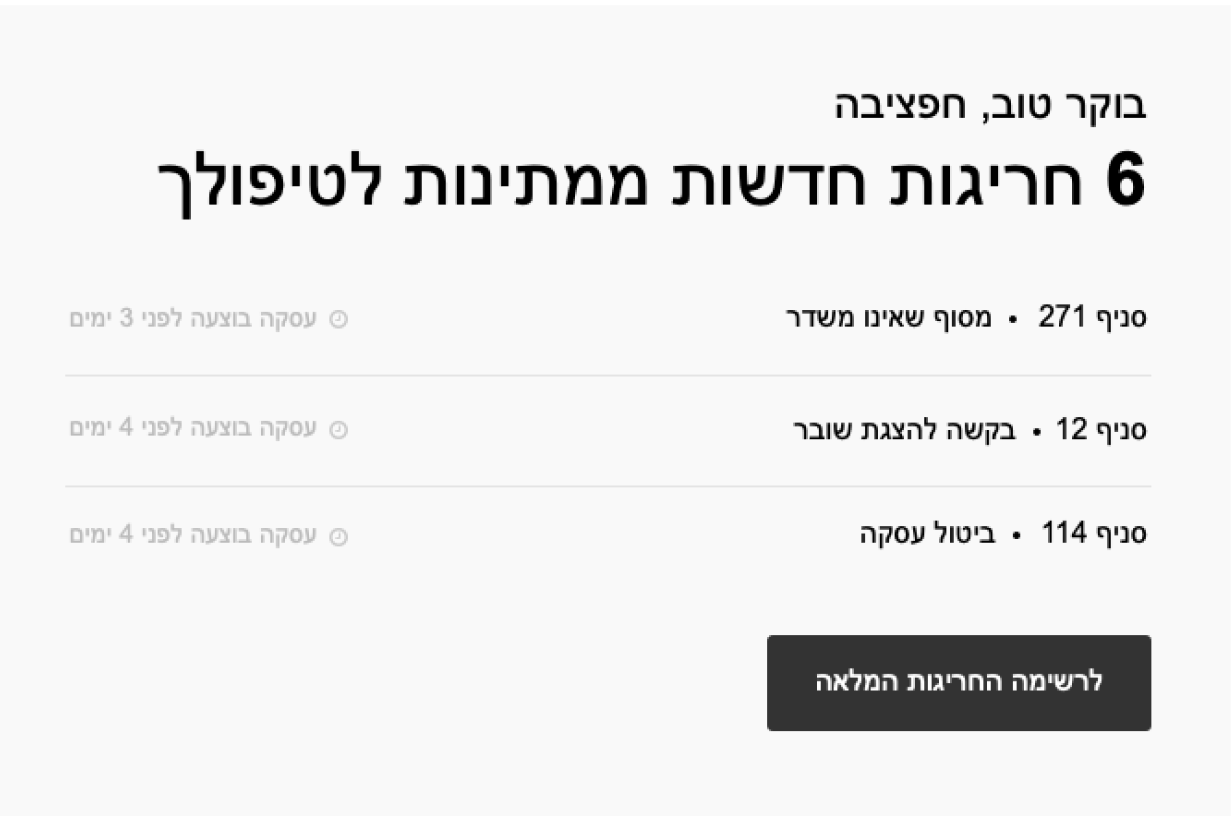 בוקר טוב, חפציבה
6 חריגות חדשות ממתינות לטיפולך
סניף 271 • מסוף שאינו משדר
עסקה בוצעה לפני 3 ימים
סניף 12 • בקשה להצגת שובר
עסקה בוצעה לפני 4 ימים
סניף 114 • ביטול עסקה
עסקה בוצעה לפני 4 ימים
לרשימה החריגות המלאה